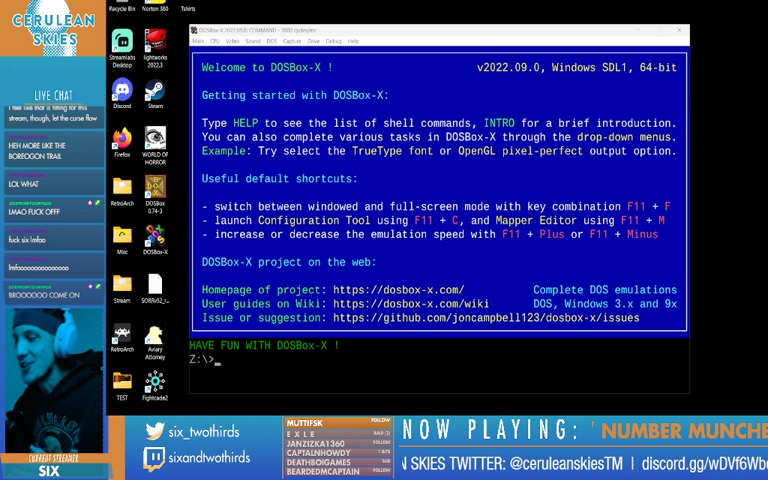 CERULEAN
SKIES
LIVE CHAT
I feel like that is fitting for this
stream, though, let the curse flow
HEH MORE LIKE THE
BOREOGON TRAIL
LOL WHAT
LMAO FUCK OFFF
fuck six lmfao
lmfaooooooooooooo
BROOOOOO COME ON
CURRENT STREAMER
SIX
Recycle Bin
Norton 360
Tshirts
Streamlabs
Desktop
lightworks
2022.3
Discord
Steam
Firefox
WORLD OF
HORROR
RetroArch
DOSBox
0.74-3
Misc
DOSBox-X
Stream
SORRv52_r...
RetroArch
Aviary
Attorney
TEST
Fightcade2
DOSBox-X 2022.09.0: COMMAND - 3000 cycles/ms
Main CPU Video Sound DOS Capture Drive Debug Help
Welcome to DOSBox-X ! v2022.09.0, Windows SDL1, 64-bit
Getting started with DOSBox-X:
Type HELP to see the list of shell commands, INTRO for a brief introduction.
You can also complete various tasks in DOSBox-X through the drop-down menus.
Example: Try select the TrueType font or OpenGL pixel-perfect output option.
Useful default shortcuts:
- switch between windowed and full-screen mode with key combination F11 + F
- launch Configuration Tool using F11 + C, and Mapper Editor using F11 + M
- increase or decrease the emulation speed with F11 + Plus or F11 + Minus
DOSBox-X project on the web:
Homepage of project: https://dosbox-x.com/ Complete DOS emulations
User guides on Wiki: https://dosbox-x.com/wiki DOS, Windows 3.x and 9x
Issue or suggestion: https://github.com/joncampbell123/dosbox-x/issues
HAVE FUN WITH DOSBox-X !
Z:\>_
six_twothirds
sixandtwothirds
MUTTIFSK FOLLOW
EXLE
JANZIZKA1360 FOLLOW
CAPTAINHOWDY
DEATHBOIGAMES SUB
BEARDEDMCAPTAIN FOLLOW
NOW PLAYING: 'NUMBER MUNCHE
N SKIES TWITTER: @ceruleanskiesTM | discord.gg/wDVf6Wb